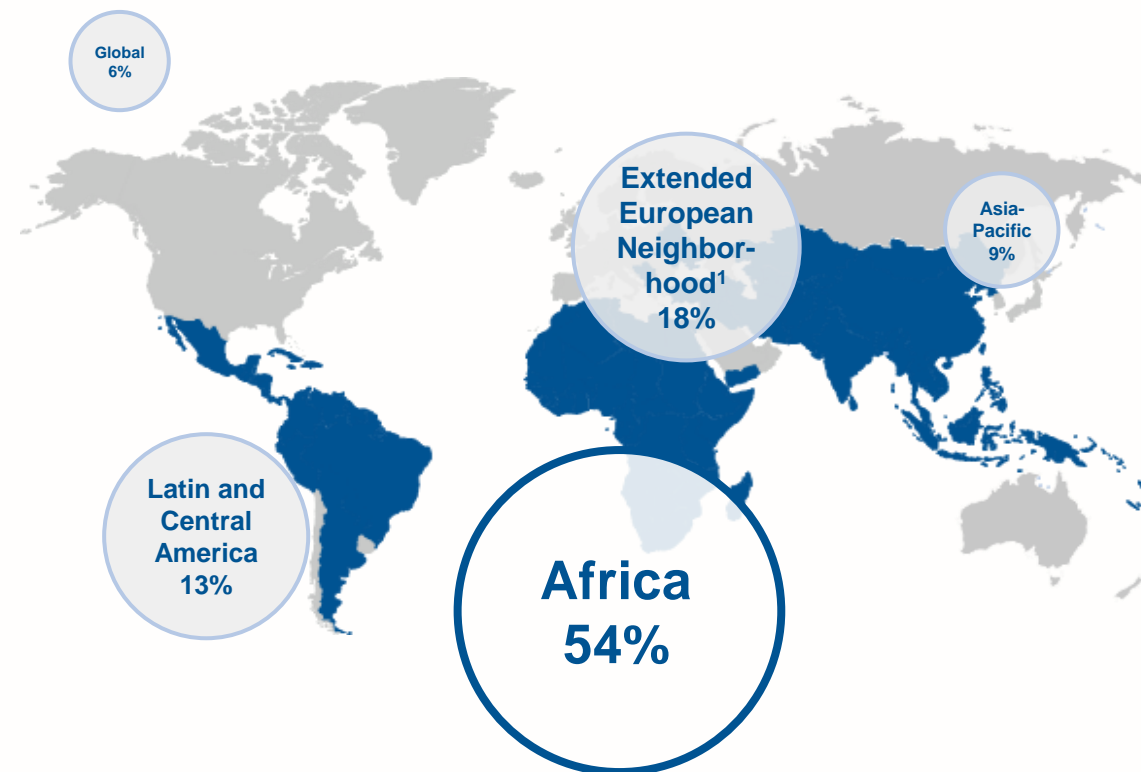 Global
6%
Extended
European
Neighbor-
hood¹
18%
Asia-
Pacific
9%
Latin and
Central
America
13%
Africa
54%